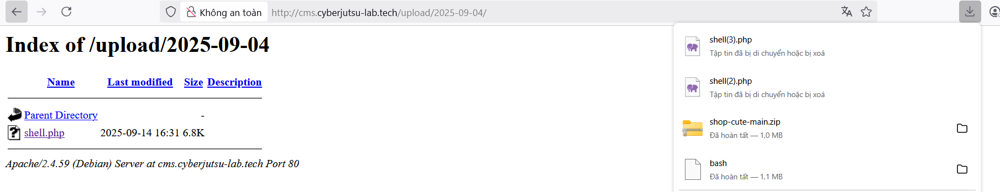 Không an toàn
http://cms.cyberjutsu-lab.tech/upload/2025-09-04/
Index of /upload/2025-09-04
Name Last modified Size Description
Parent Directory -
shell.php 2025-09-14 16:31 6.8K
Apache/2.4.59 (Debian) Server at cms.cyberjutsu-lab.tech Port 80
shell(3).php
Tập tin đã bị di chuyển hoặc bị xoá
shell(2).php
Tập tin đã bị di chuyển hoặc bị xoá
shop-cute-main.zip
Đã hoàn tất — 1,0 MB
bash
Đã hoàn tất — 1,1 MB